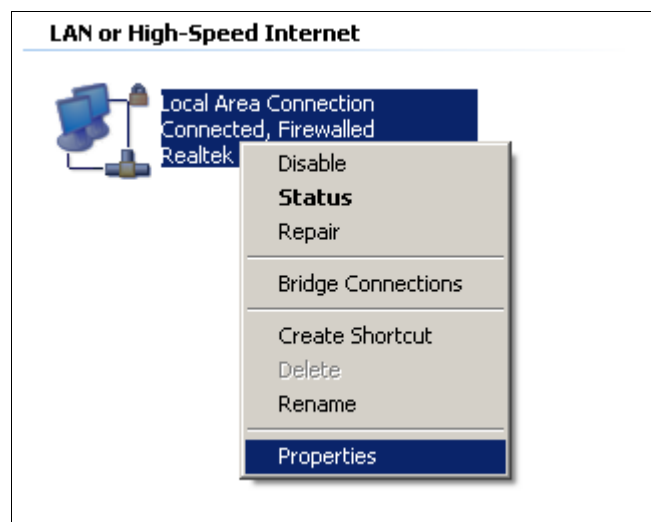 LAN or High-Speed Internet
Local Area Connection
Connected, Firewalled
Realtek
Disable
Status
Repair
Bridge Connections
Create Shortcut
Delete
Rename
Properties